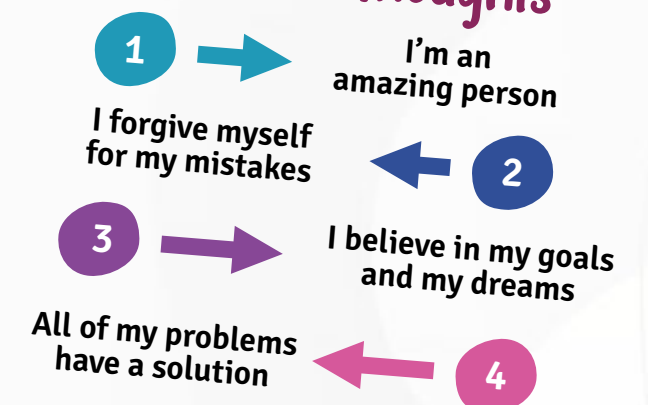 1
I'm an
amazing person
I forgive myself
for my mistakes
2
3
I believe in my goals
and my dreams
All of my problems
have a solution
4